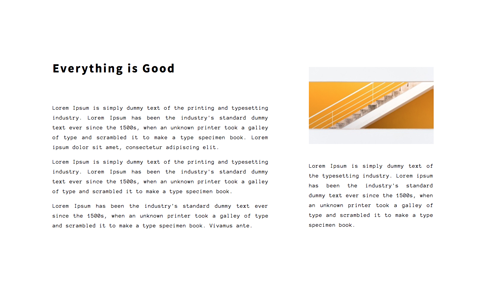 Everything is Good
Lorem Ipsum is simply dummy text of the printing and typesetting
industry. Lorem Ipsum has been the industry's standard dummy
text ever since the 1500s, when an unknown printer took a galley
of type and scrambled it to make a type specimen book. Lorem
ipsum dolor sit amet, consectetur adipiscing elit.
Lorem Ipsum is simply dummy text of the printing and typesetting
industry. Lorem Ipsum has been the industry's standard dummy
text ever since the 1500s, when an unknown printer took a galley
of type and scrambled it to make a type specimen book.
Lorem Ipsum has been the industry's standard dummy text ever
since the 1500s, when an unknown printer took a galley of type
and scrambled it to make a type specimen book. Vivamus ante.
Lorem Ipsum is simply dummy text of
the typesetting industry. Lorem ipsum
has been the industry's standard
dummy text ever since the 1500s, when
an unknown printer took a galley of
type and scrambled it to make a type
specimen book.